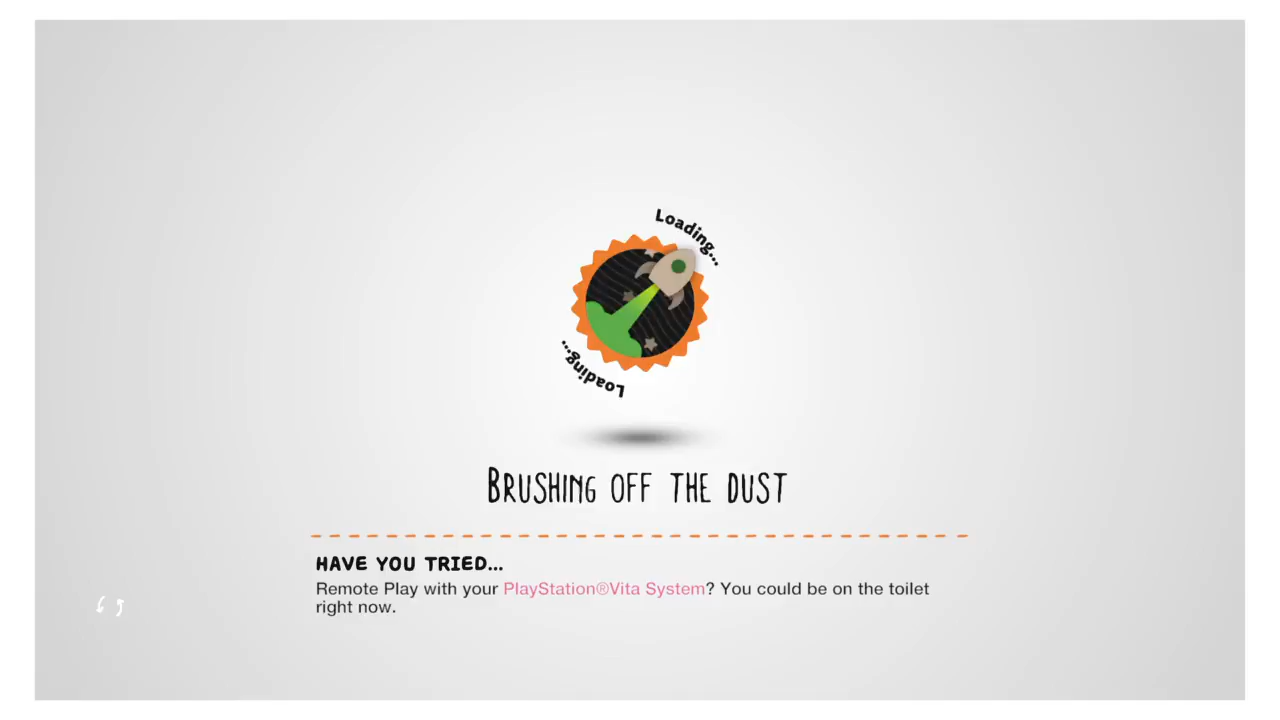 Loading...
Loading...
BRUSHING OFF THE DUST
HAVE YOU TRIED...
Remote Play with your PlayStation®Vita System? You could be on the toilet
right now.